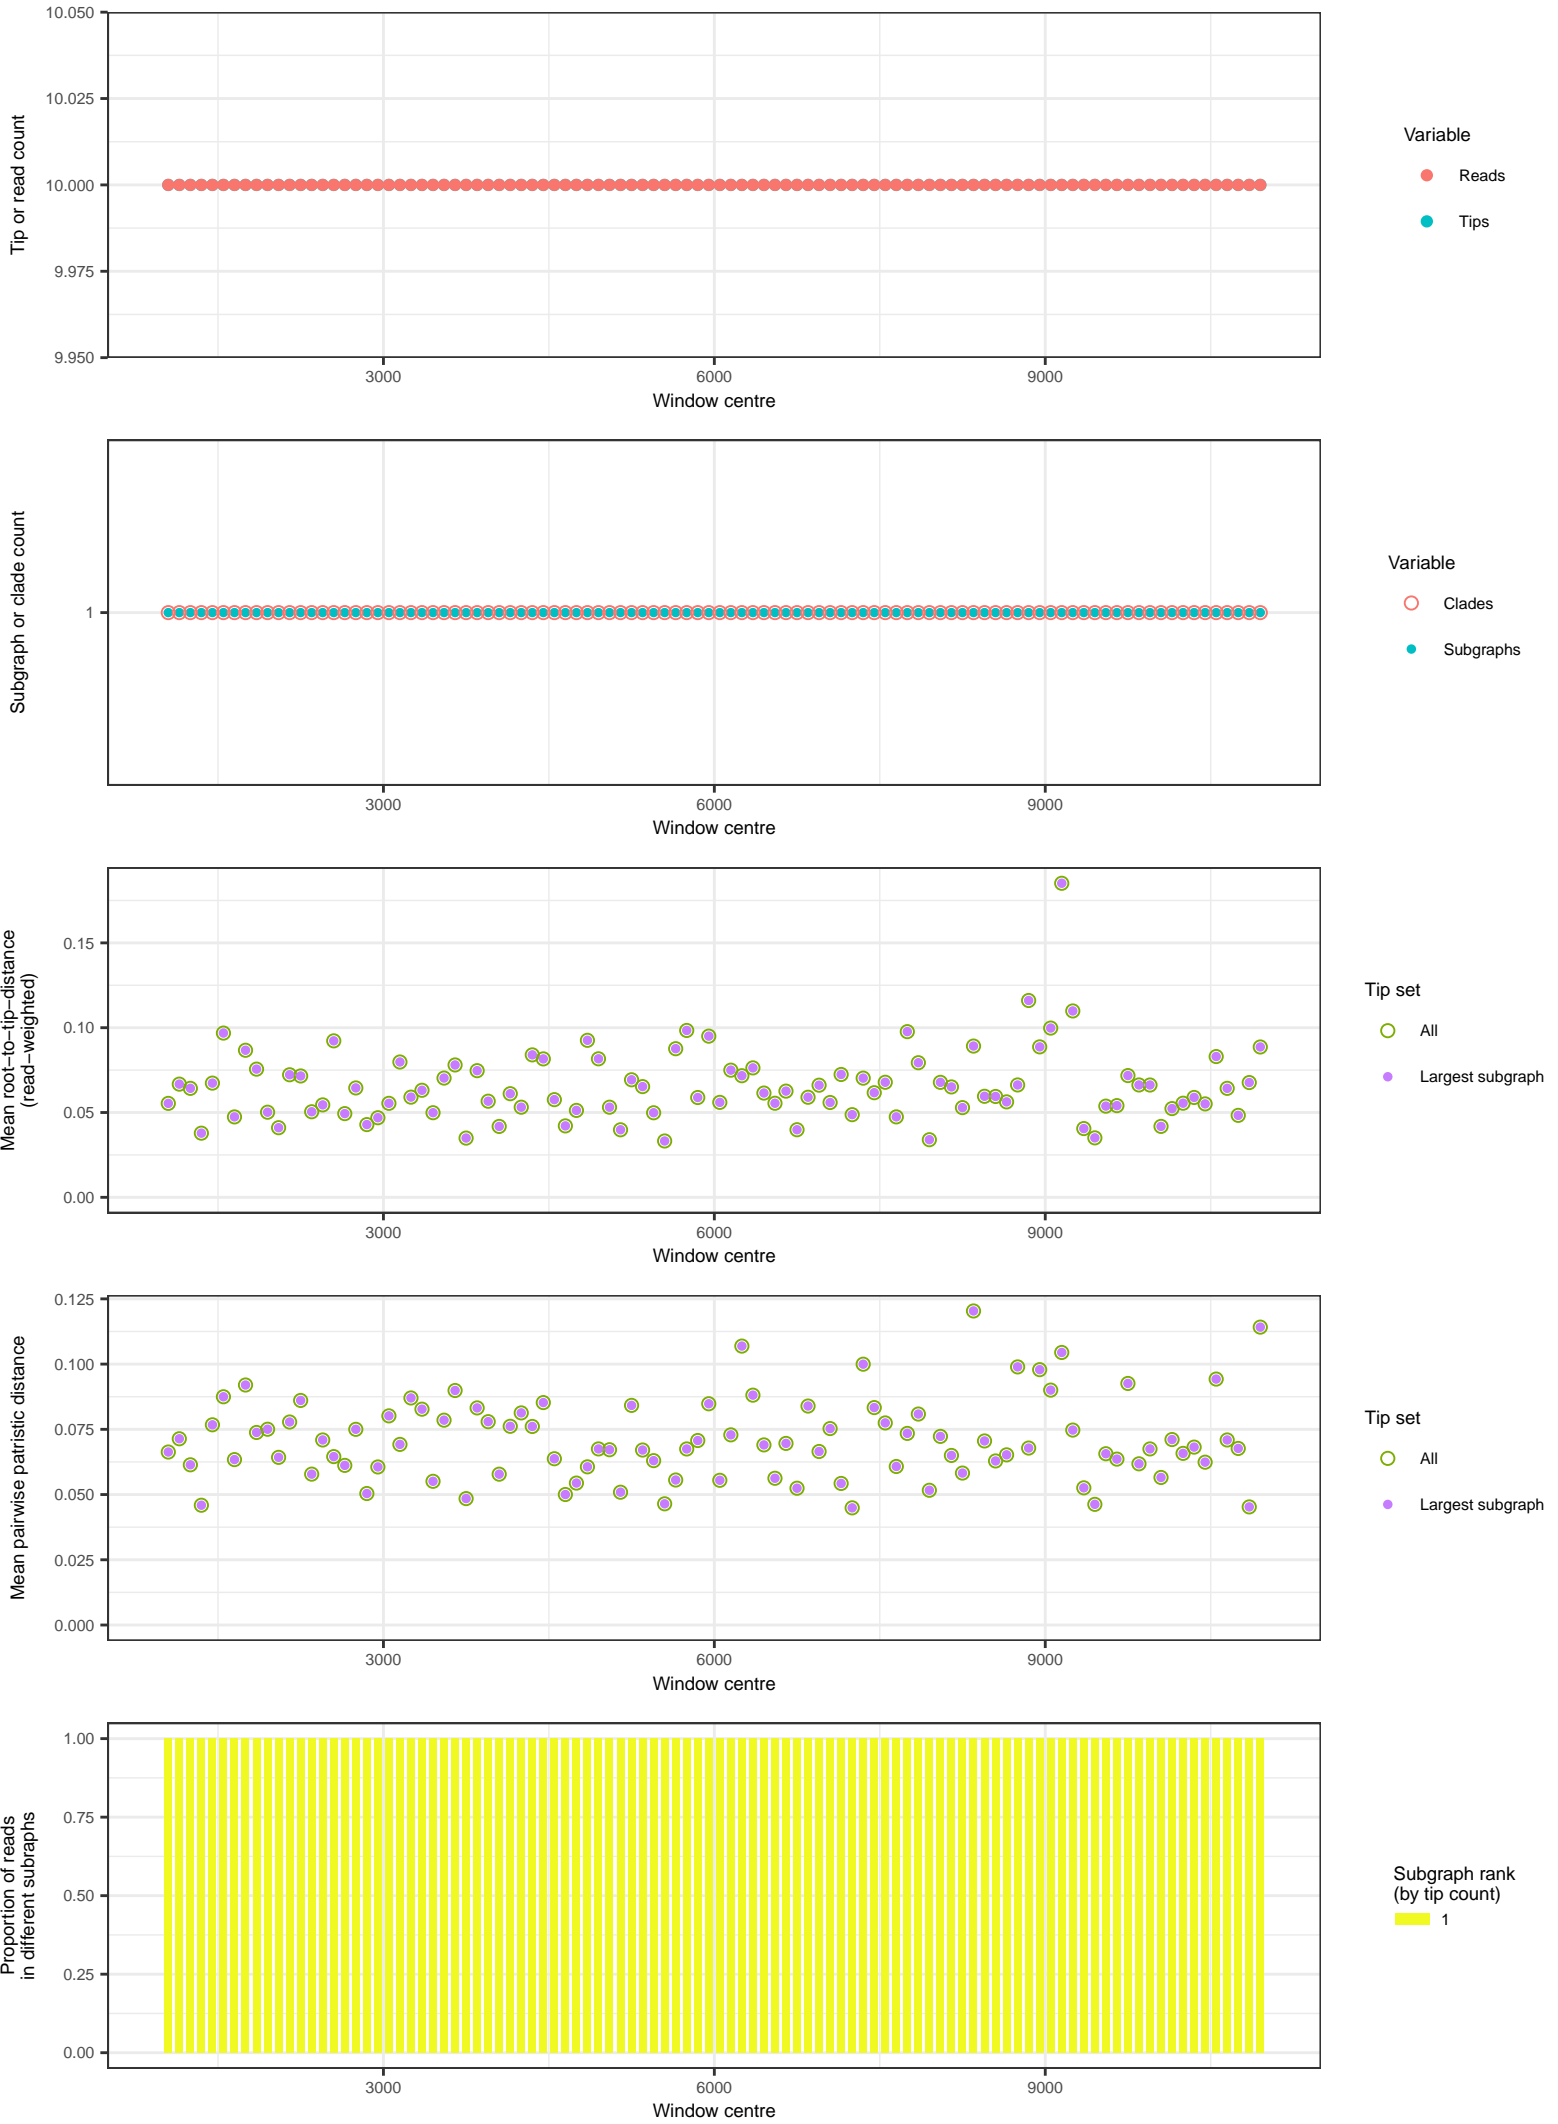 10.050
10.025
10.000
9.975
9.950
Tip or read count
3000
6000
9000
Window centre
Variable
Reads
Tips
1
Subgraph or clade count
3000
6000
9000
Window centre
Variable
Clades
Subgraphs
0.15
0.10
0.05
0.00
Mean root−to−tip−distance
(read−weighted)
3000
6000
9000
Window centre
Tip set
All
Largest subgraph
0.125
0.100
0.075
0.050
0.025
0.000
Mean pairwise patristic distance
3000
6000
9000
Window centre
Tip set
All
Largest subgraph
1.00
0.75
0.50
0.25
0.00
Proportion of reads
in different subraphs
3000
6000
9000
Window centre
Subgraph rank
(by tip count)
1